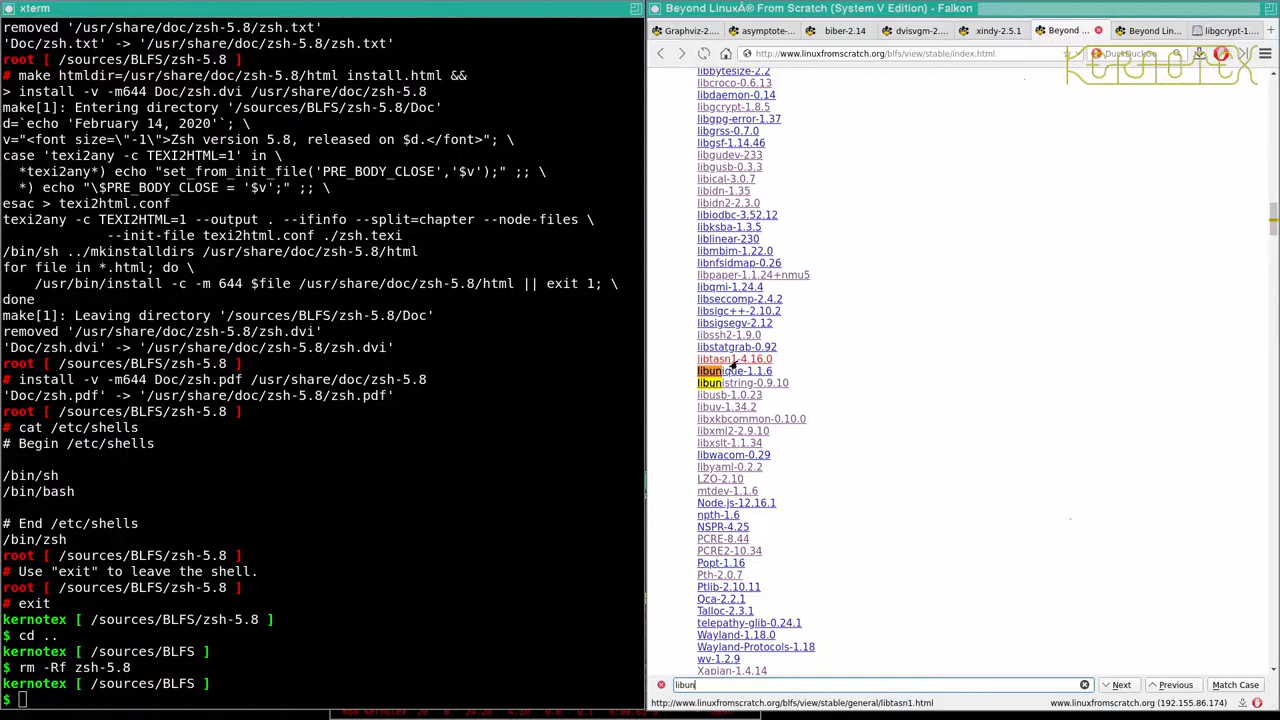 xterm
removed '/usr/share/doc/zsh-5.8/zsh.txt'
'Doc/zsh.txt' -> '/usr/share/doc/zsh-5.8/zsh.txt'
root [ /sources/BLFS/zsh-5.8 ]
# make htmldir=/usr/share/doc/zsh-5.8/html install.html &&
> install -v -m644 Doc/zsh.dvi /usr/share/doc/zsh-5.8
make[1]: Entering directory '/sources/BLFS/zsh-5.8/Doc'
d=`echo 'February 14, 2020'`; \
v="<font size=\"-1\">Zsh version 5.8, released on $d.</font>"; \
case 'texi2any -c TEXI2HTML=1' in \
*texi2any*) echo "set_from_init_file('PRE_BODY_CLOSE','$v');" ;; \
*) echo "\$PRE_BODY_CLOSE = '$v';" ;; \
esac > texi2html.conf
texi2any -c TEXI2HTML=1 --output . --ifinfo --split=chapter --node-files \
--init-file texi2html.conf ./zsh.texi
/bin/sh ../mkinstalldirs /usr/share/doc/zsh-5.8/html
for file in *.html; do \
/usr/bin/install -c -m 644 $file /usr/share/doc/zsh-5.8/html || exit 1; \
done
make[1]: Leaving directory '/sources/BLFS/zsh-5.8/Doc'
removed '/usr/share/doc/zsh-5.8/zsh.dvi'
'Doc/zsh.dvi' -> '/usr/share/doc/zsh-5.8/zsh.dvi'
root [ /sources/BLFS/zsh-5.8 ]
# install -v -m644 Doc/zsh.pdf /usr/share/doc/zsh-5.8
'Doc/zsh.pdf' -> '/usr/share/doc/zsh-5.8/zsh.pdf'
root [ /sources/BLFS/zsh-5.8 ]
# cat /etc/shells
# Begin /etc/shells
/bin/sh
/bin/bash
# End /etc/shells
/bin/zsh
root [ /sources/BLFS/zsh-5.8 ]
# Use "exit" to leave the shell.
root [ /sources/BLFS/zsh-5.8 ]
# exit
kernotex [ /sources/BLFS/zsh-5.8 ]
$ cd ..
kernotex [ /sources/BLFS ]
$ rm -Rf zsh-5.8
kernotex [ /sources/BLFS ]
$
Beyond LinuxÂ® From Scratch (System V Edition) - Falkon
Graphviz-2.... asymptote-... biber-2.14 dvisvgm-2.... xindy-2.5.1 Beyond ... Beyond Lin... libgcrypt-1...
http://www.linuxfromscratch.org/blfs/view/stable/index.html DuckDuckGo
KERNOTEX
libbytesize-2.2
libcroco-0.6.13
libdaemon-0.14
libgcrypt-1.8.5
libgpg-error-1.37
libgrss-0.7.0
libgsf-1.14.46
libgudev-233
libgusb-0.3.3
libical-3.0.7
libidn-1.35
libidn2-2.3.0
libiodbc-3.52.12
libksba-1.3.5
liblinear-230
libmbim-1.22.0
libnfsidmap-0.26
libpaper-1.1.24+nmu5
libqmi-1.24.4
libseccomp-2.4.2
libsigc++-2.10.2
libsigsegv-2.12
libssh2-1.9.0
libstatgrab-0.92
libtasn1-4.16.0
libunique-1.1.6
libunistring-0.9.10
libusb-1.0.23
libuv-1.34.2
libxkbcommon-0.10.0
libxml2-2.9.10
libxslt-1.1.34
libwacom-0.29
libyaml-0.2.2
LZO-2.10
mtdev-1.1.6
Node.js-12.16.1
npth-1.6
NSPR-4.25
PCRE-8.44
PCRE2-10.34
Popt-1.16
Pth-2.0.7
Ptlib-2.10.11
Qca-2.2.1
Talloc-2.3.1
telepathy-glib-0.24.1
Wayland-1.18.0
Wayland-Protocols-1.18
wv-1.2.9
Xapian-1.4.14
libun Next Previous Match Case
http://www.linuxfromscratch.org/blfs/view/stable/general/libtasn1.html www.linuxfromscratch.org (192.155.86.174)